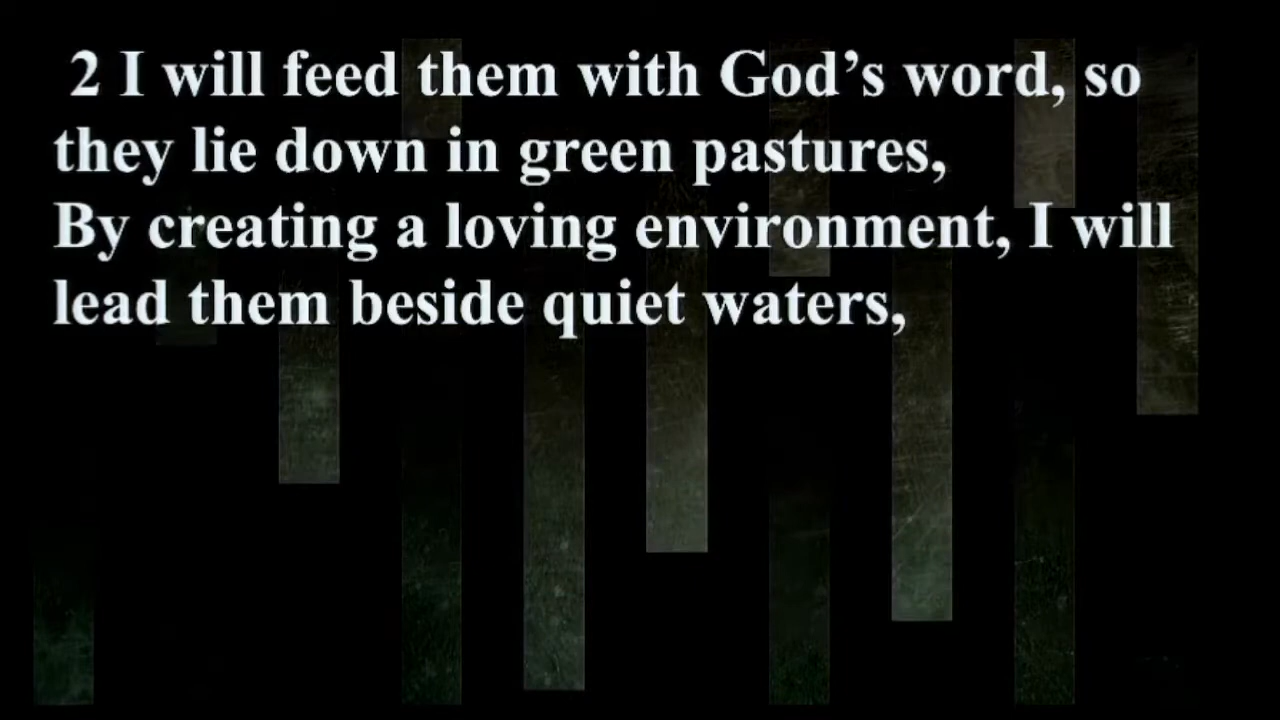 2 I will feed them with God’s word, so
they lie down in green pastures,
By creating a loving environment, I will
lead them beside quiet waters,